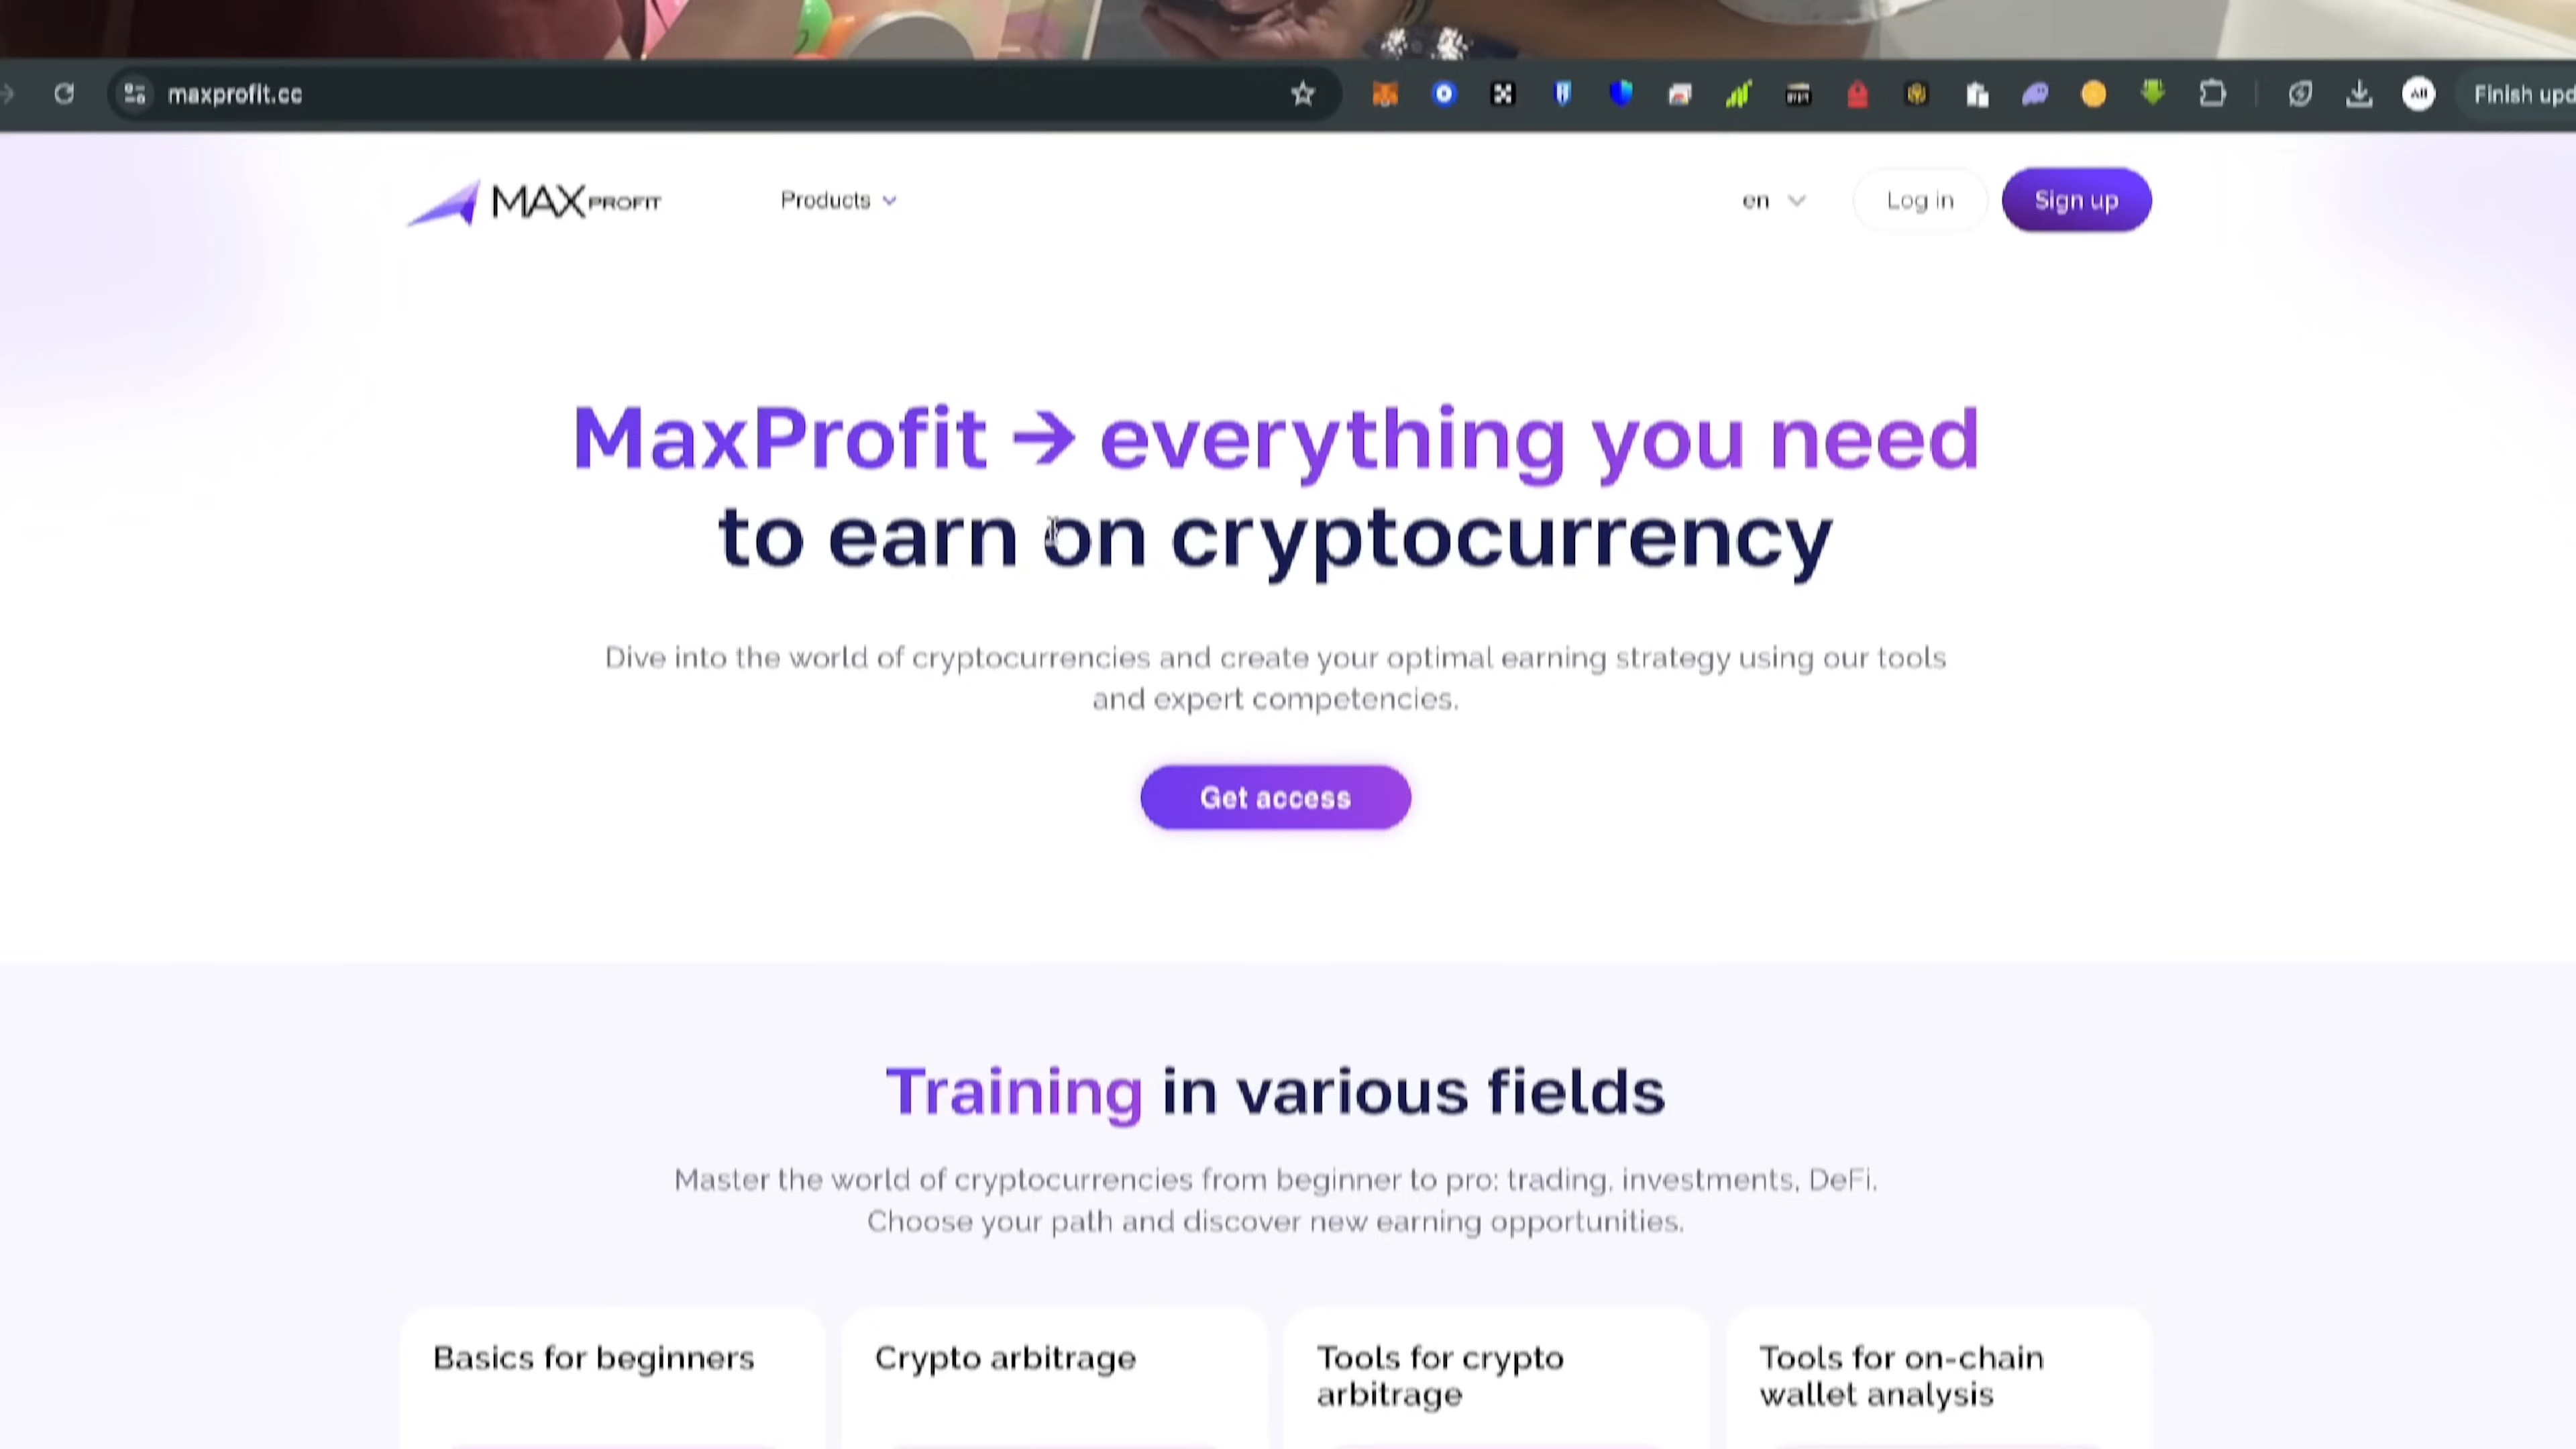 maxprofit.cc
Finish upd
MAX PROFIT
Products
en
Log in
Sign up
MaxProfit → everything you need
to earn on cryptocurrency
Dive into the world of cryptocurrencies and create your optimal earning strategy using our tools
and expert competencies.
Get access
Training in various fields
Master the world of cryptocurrencies from beginner to pro: trading, investments, DeFi.
Choose your path and discover new earning opportunities.
Basics for beginners
Crypto arbitrage
Tools for crypto
arbitrage
Tools for on-chain
wallet analysis